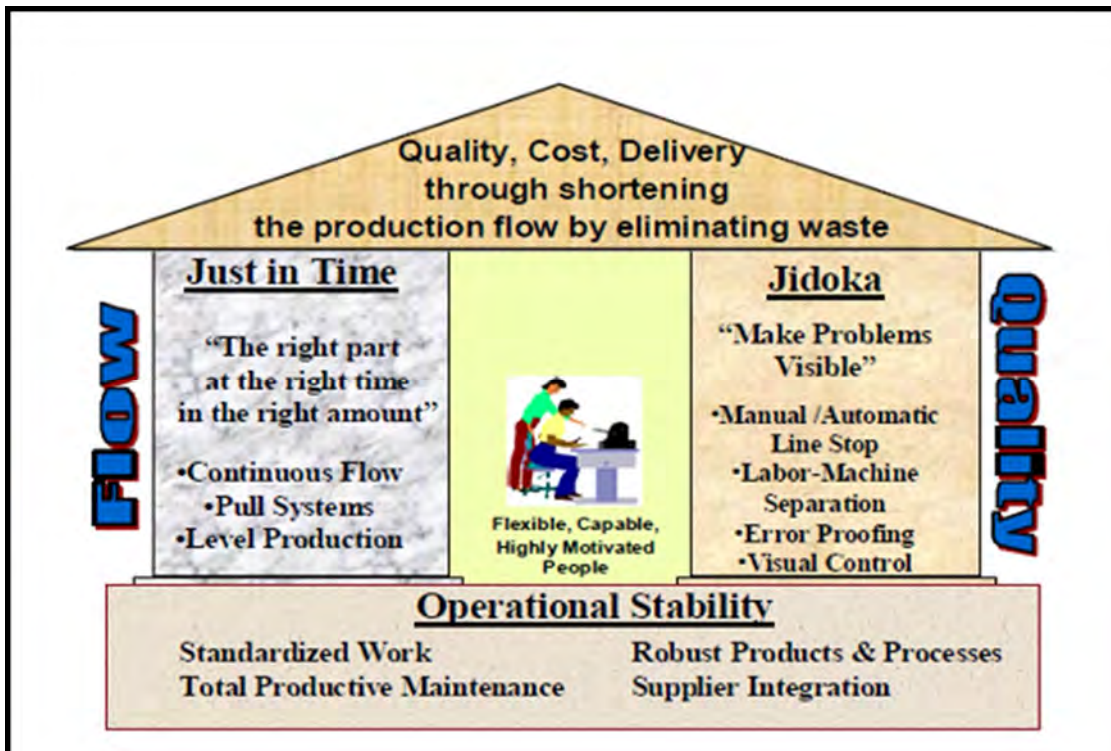 Quality, Cost, Delivery
through shortening
the production flow by eliminating waste
Flow
Just in Time
“The right part
at the right time
in the right amount”
•Continuous Flow
•Pull Systems
•Level Production
Flexible, Capable,
Highly Motivated
People
Jidoka
“Make Problems
Visible”
•Manual /Automatic
Line Stop
•Labor-Machine
Separation
•Error Proofing
•Visual Control
Quality
Operational Stability
Standardized Work
Total Productive Maintenance
Robust Products & Processes
Supplier Integration